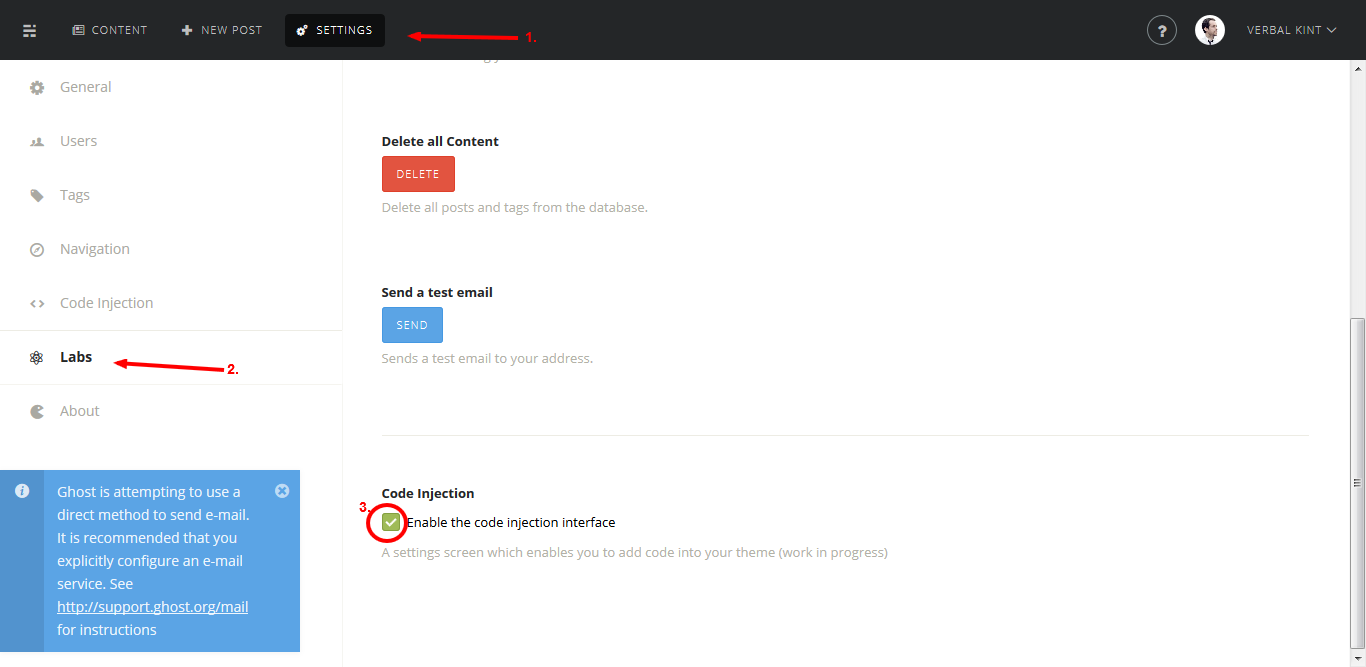 CONTENT
NEW POST
SETTINGS
1.
?
VERBAL KINT
General
Users
Tags
Navigation
Code Injection
Labs
2.
About
Ghost is attempting to use a
direct method to send e-mail.
It is recommended that you
explicitly configure an e-mail
service. See
http://support.ghost.org/mail
for instructions
Delete all Content
DELETE
Delete all posts and tags from the database.
Send a test email
SEND
Sends a test email to your address.
Code Injection
3.
Enable the code injection interface
A settings screen which enables you to add code into your theme (work in progress)